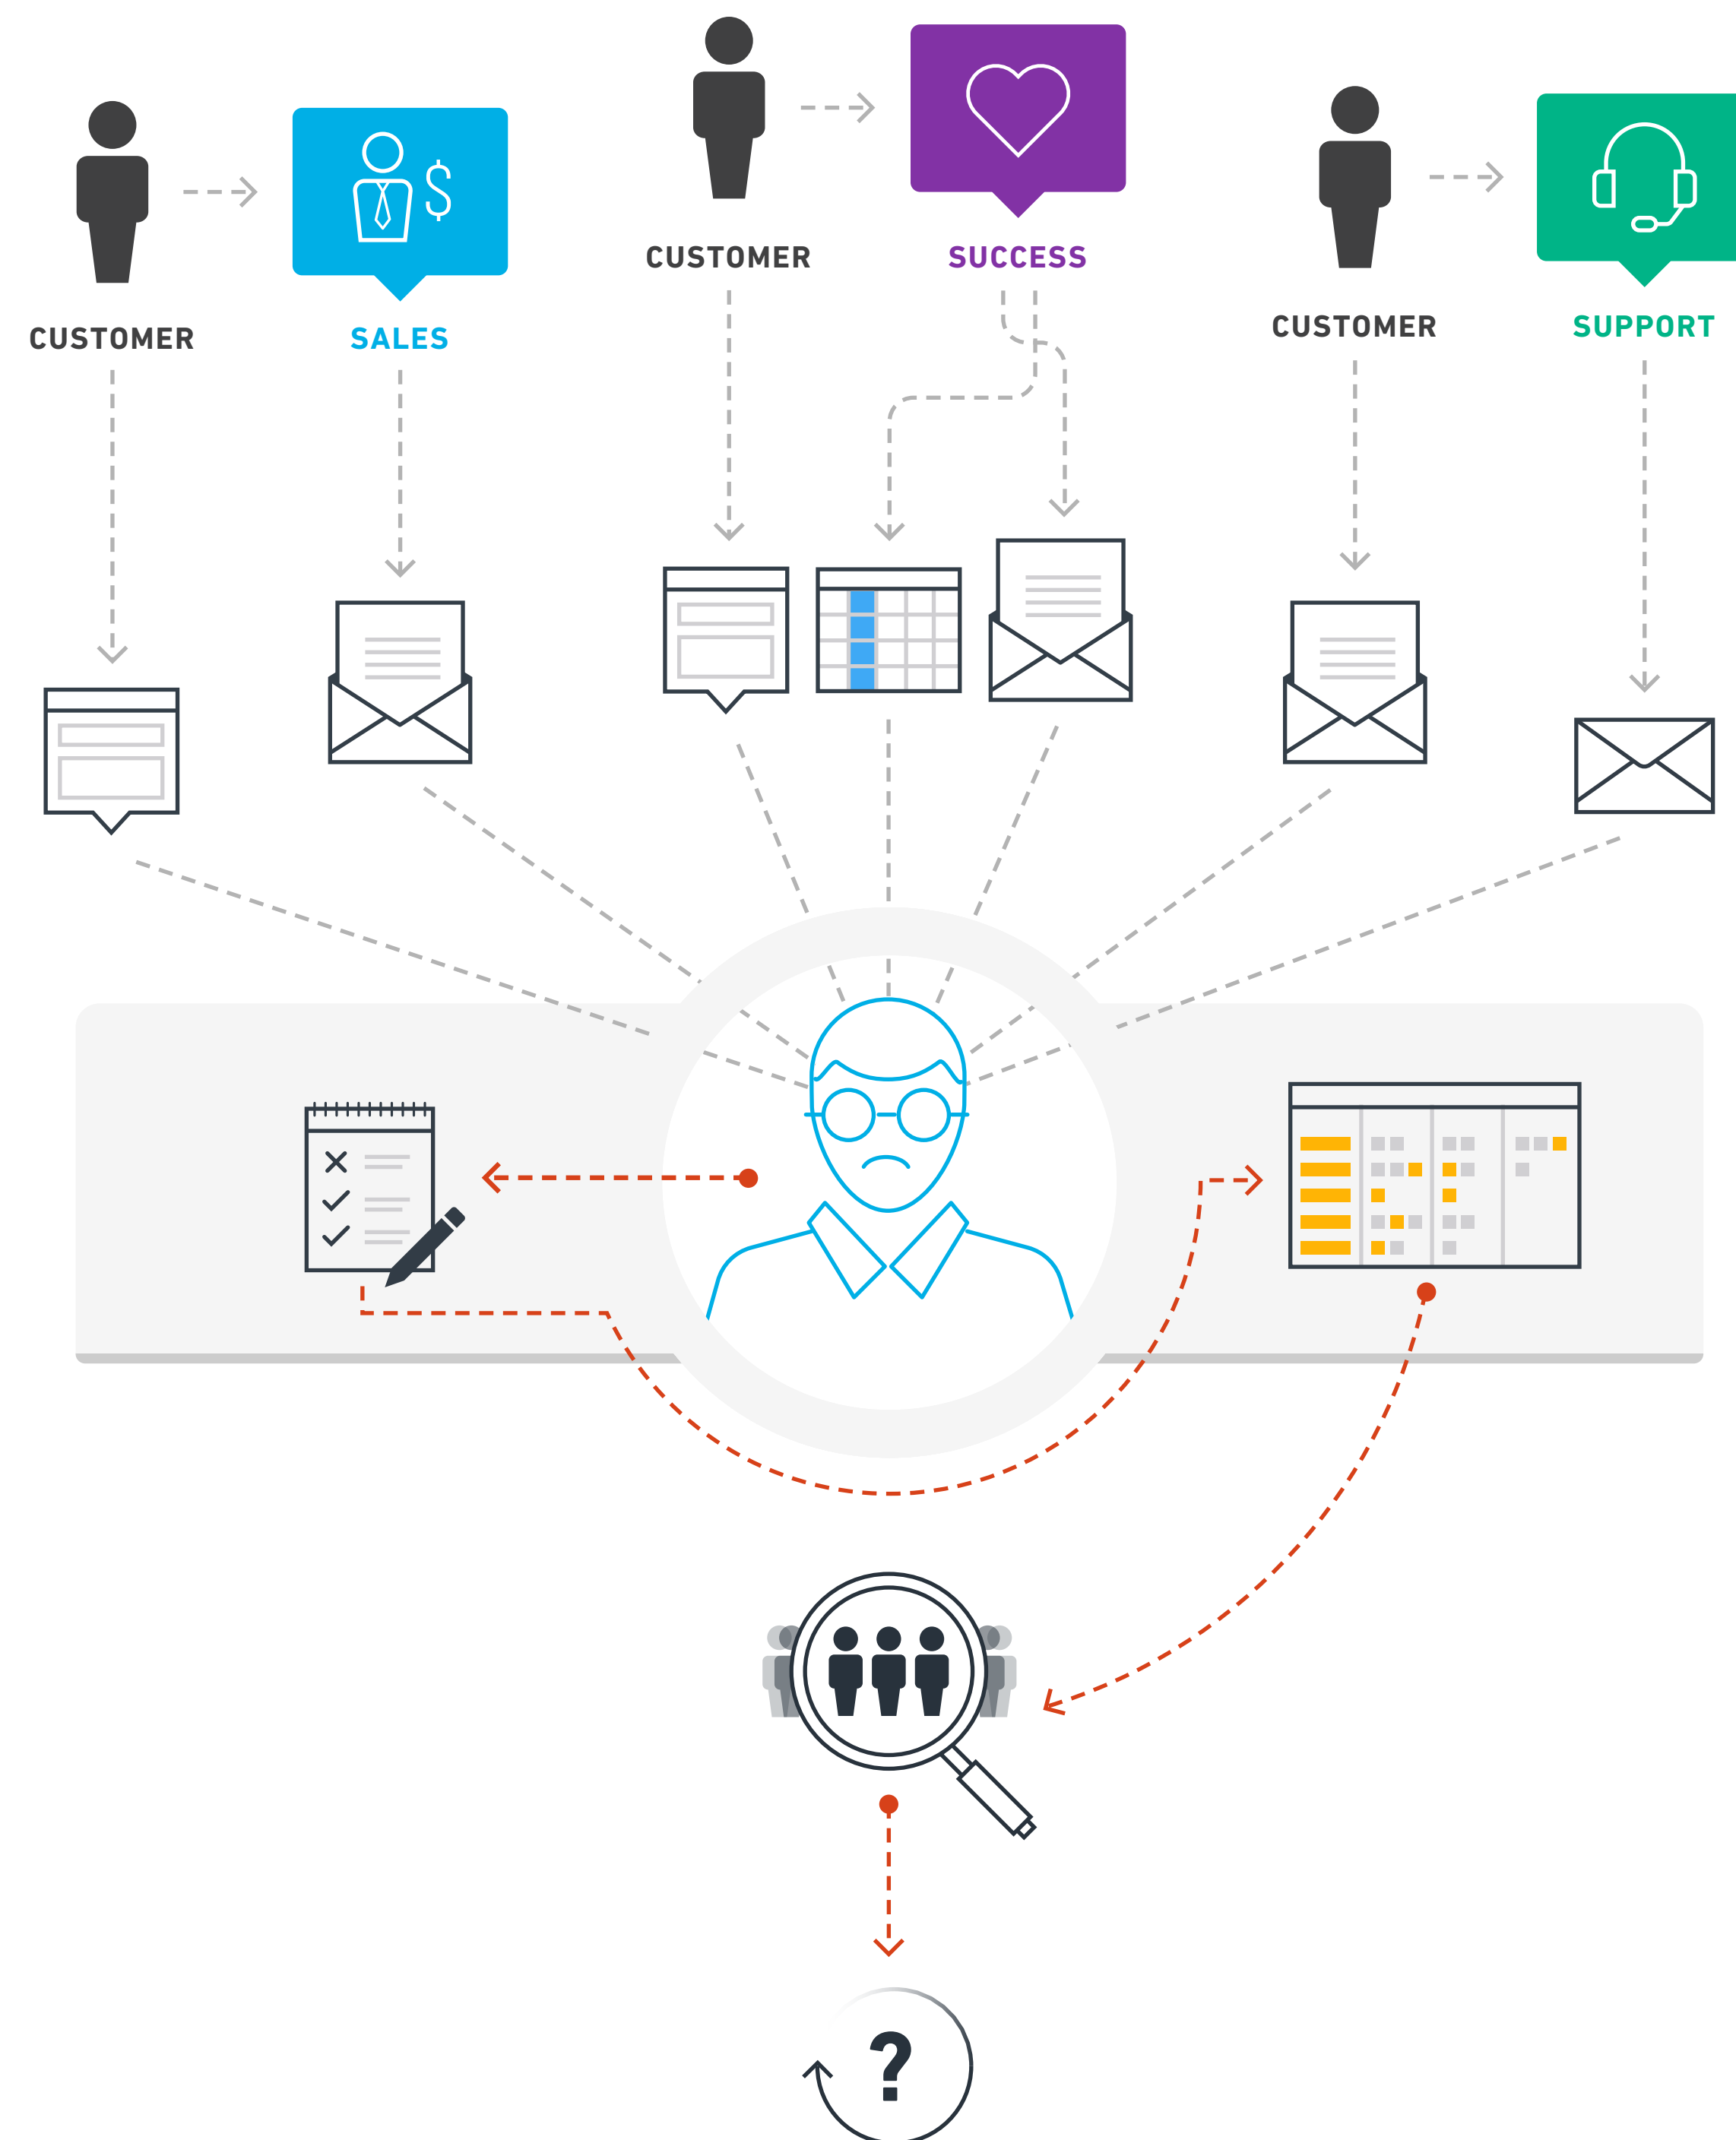 CUSTOMER
SUCCESS
CUSTOMER
SALES
CUSTOMER
SUPPORT
$
?